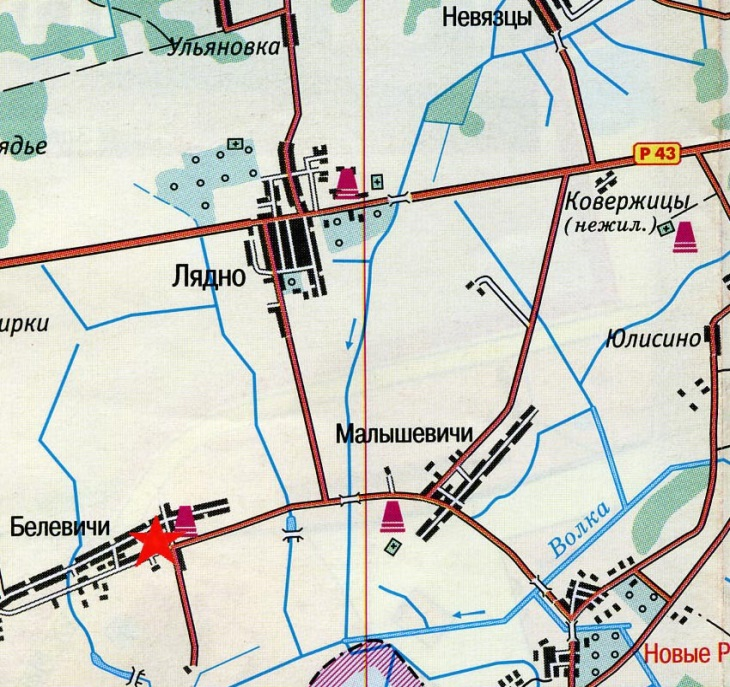 Невязцы
Ульяновка
ядье
Р 43
Ковержицы
(нежил.)
Лядно
ирки
Юлисино
Малышевичи
Белевичи
Волка
Новые Р